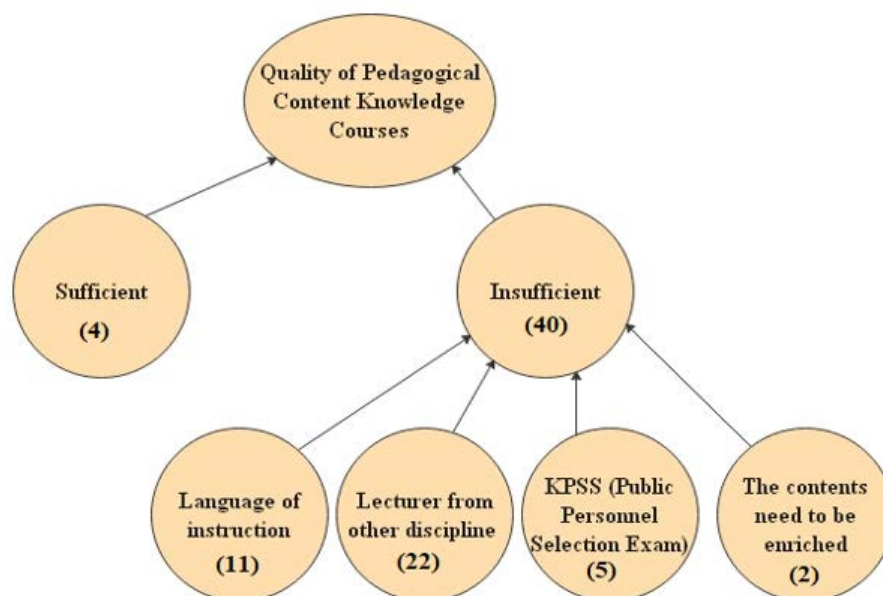 Quality of Pedagogical
Content Knowledge
Courses
Sufficient
(4)
Insufficient
(40)
Language of
instruction
(11)
Lecturer from
other discipline
(22)
KPSS (Public
Personnel
Selection Exam)
(5)
The contents
need to be
enriched
(2)